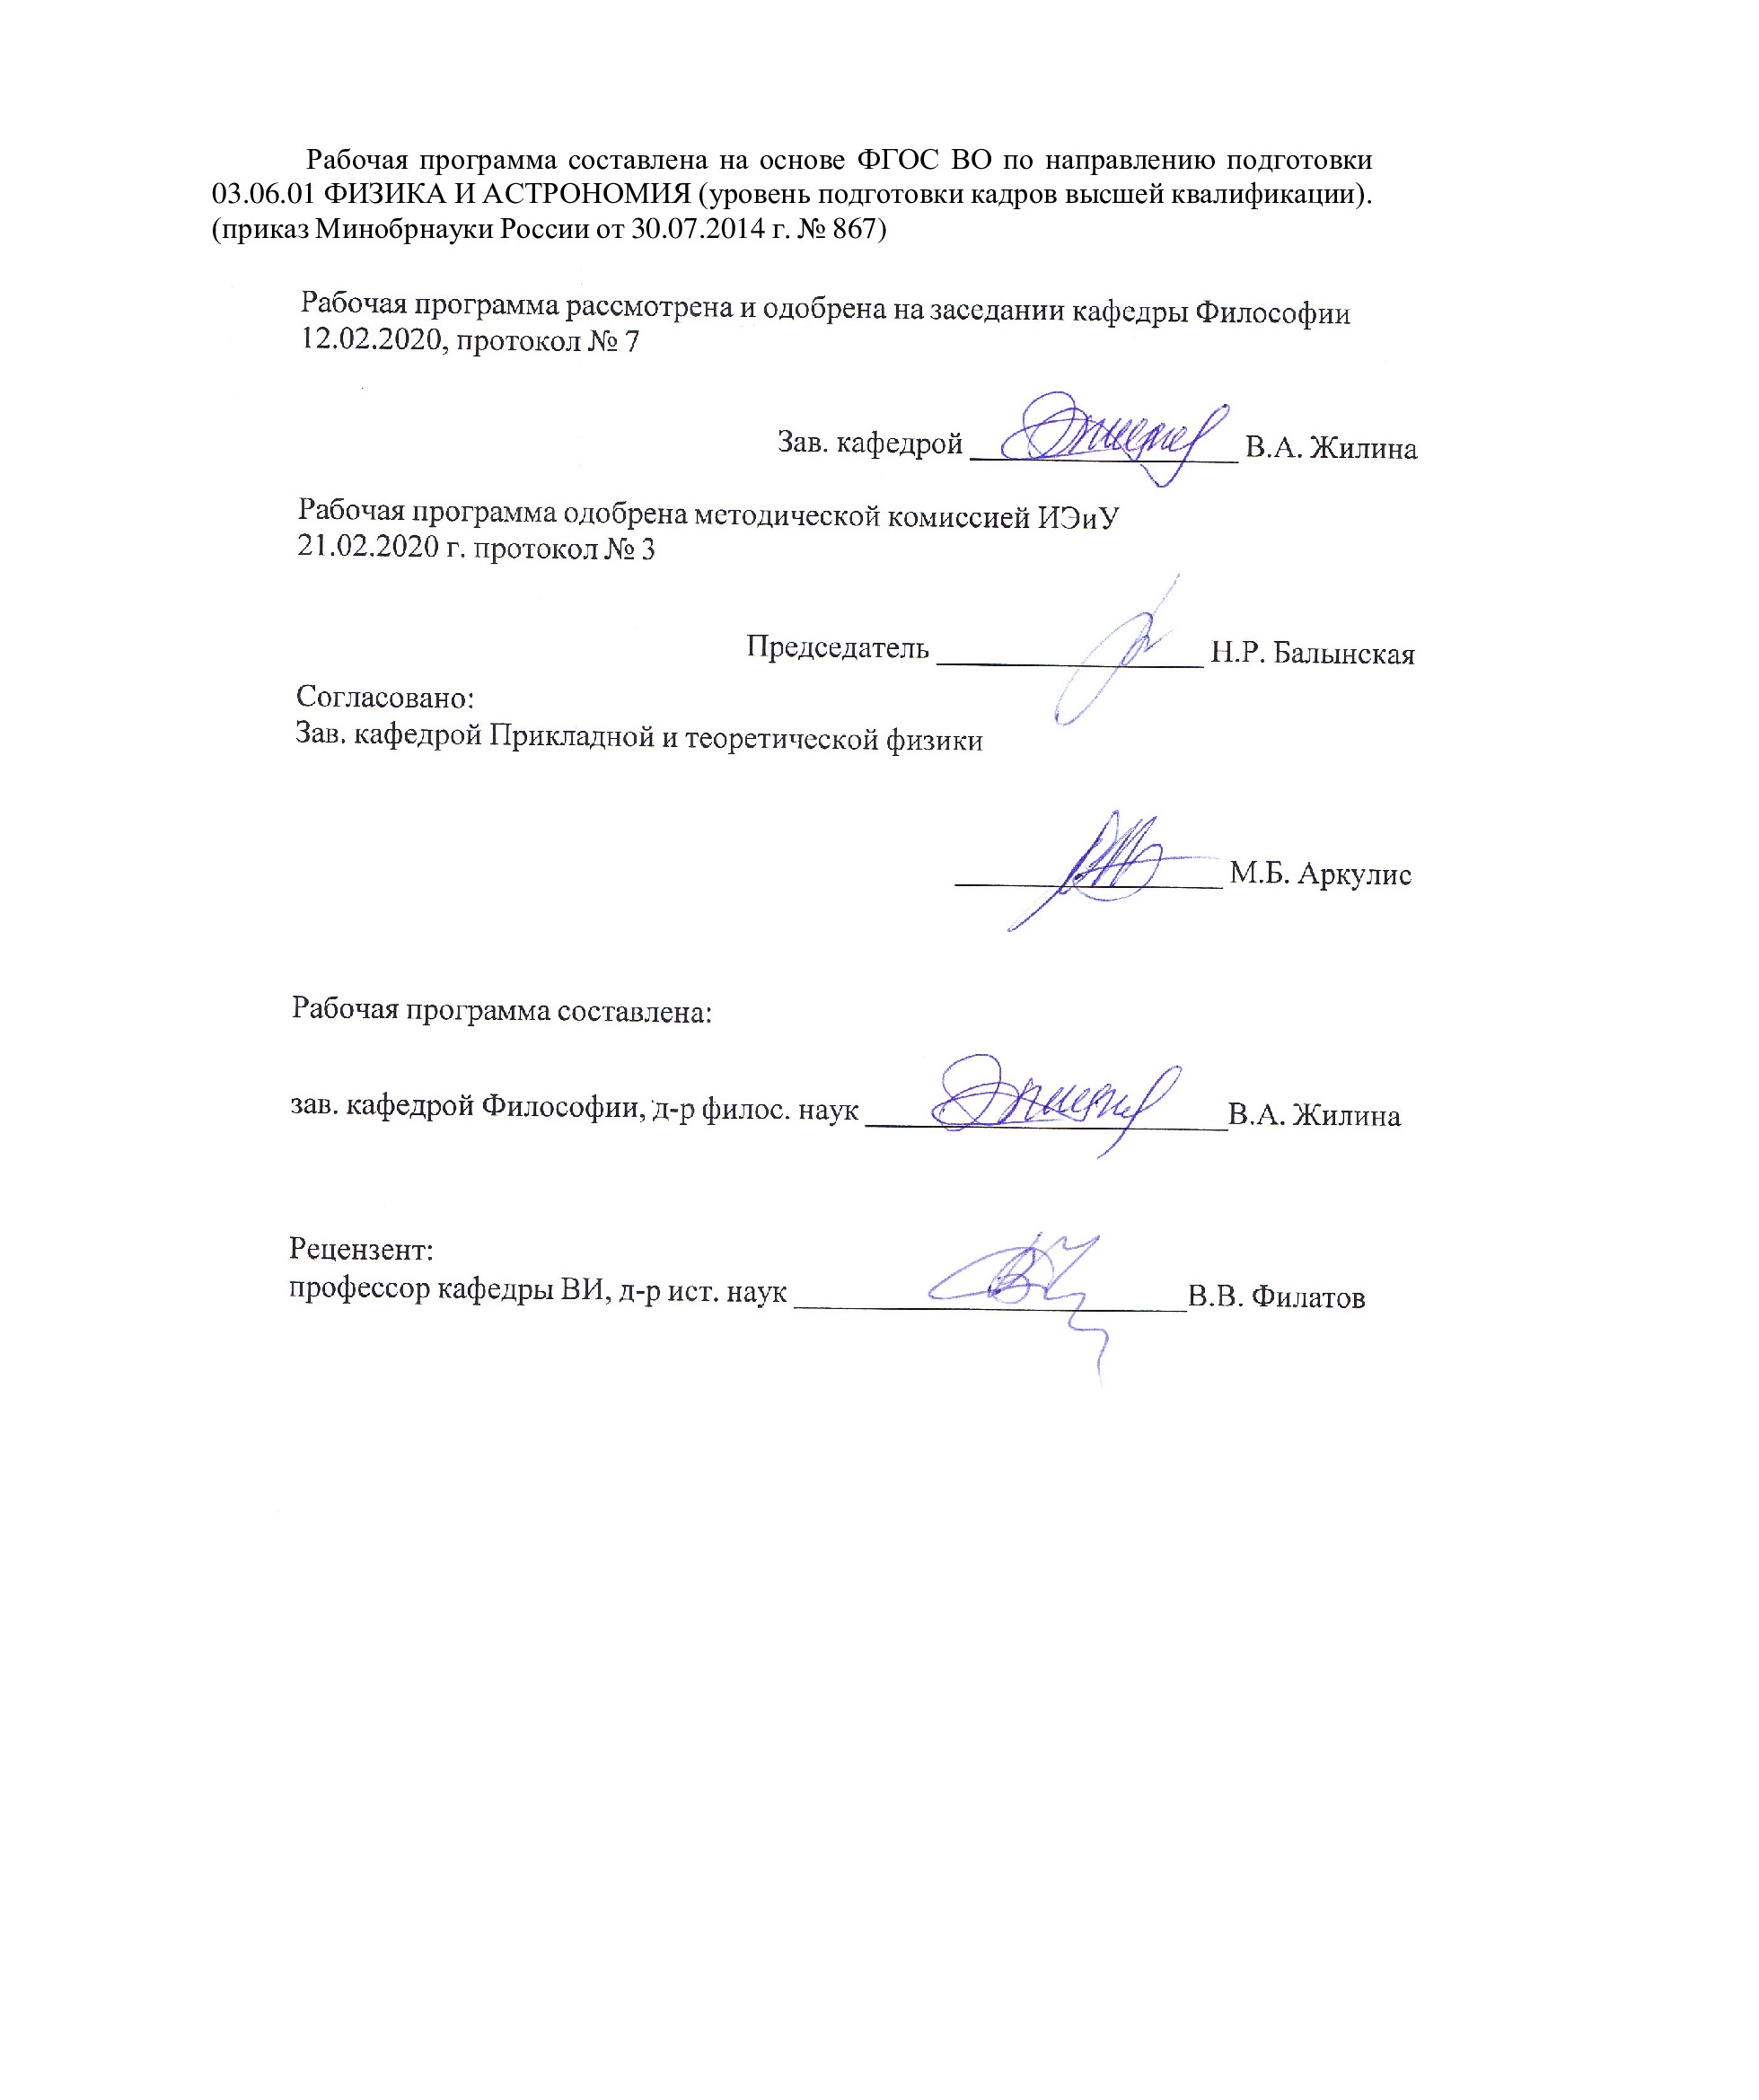 Рабочая программа составлена на основе ФГОС ВО по направлению подготовки
03.06.01 ФИЗИКА И АСТРОНОМИЯ (уровень подготовки кадров высшей квалификации).
(приказ Минобрнауки России от 30.07.2014 г. № 867)
Рабочая программа рассмотрена и одобрена на заседании кафедры Философии
12.02.2020, протокол № 7
Зав. кафедрой В.А. Жилина
Рабочая программа одобрена методической комиссией ИЭиУ
21.02.2020 г. протокол № 3
Председатель Н.Р. Балынская
Согласовано:
Зав. кафедрой Прикладной и теоретической физики
М.Б. Аркулис
Рабочая программа составлена:
зав. кафедрой Философии, д-р филос. наук В.А. Жилина
Рецензент:
профессор кафедры ВИ, д-р ист. наук В.В. Филатов